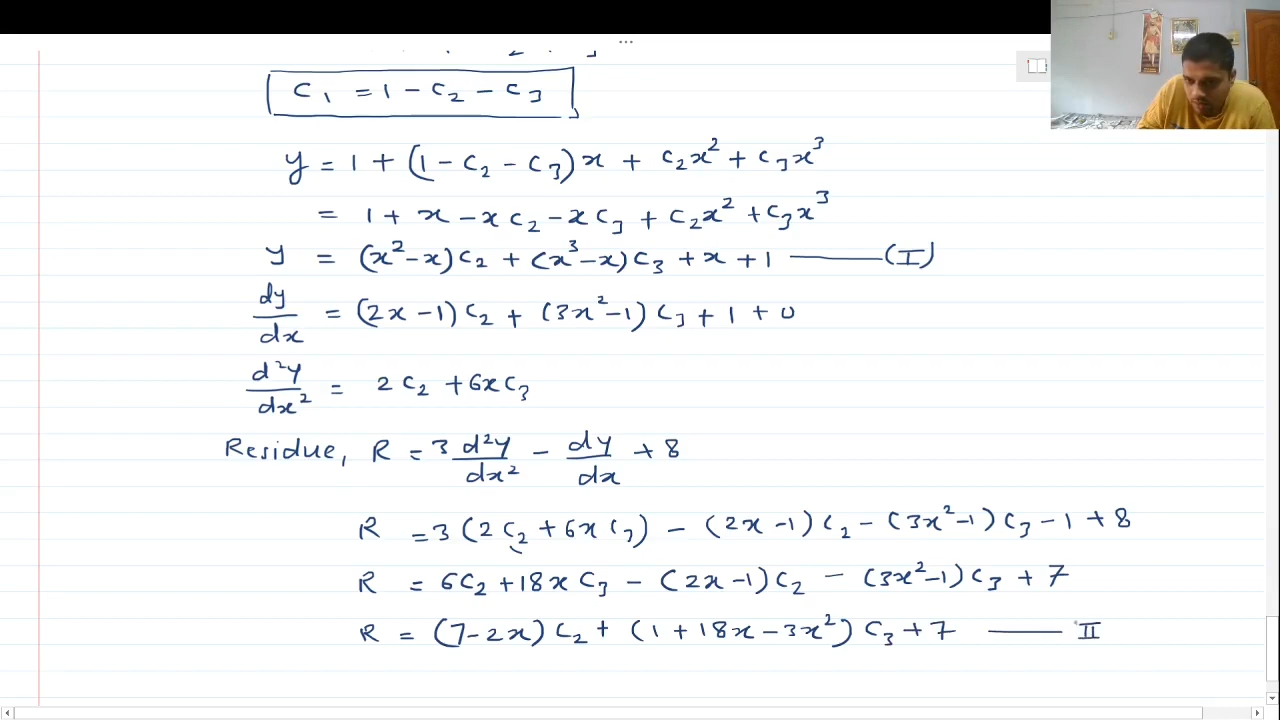 C₁ = 1 - C₂ - C₃
y = 1 + (1 - C₂ - C₃)x + C₂x² + C₃x³
= 1 + x - xC₂ - xC₃ + C₂x² + C₃x³
y = (x² - x)C₂ + (x³ - x)C₃ + x + 1 —— (I)
dy/dx = (2x - 1)C₂ + (3x² - 1)C₃ + 1 + 0
d²y/dx² = 2C₂ + 6xC₃
Residue, R = 3 d²y/dx² - dy/dx + 8
R = 3(2C₂ + 6xC₃) - (2x - 1)C₂ - (3x² - 1)C₃ - 1 + 8
R = 6C₂ + 18xC₃ - (2x - 1)C₂ - (3x² - 1)C₃ + 7
R = (7 - 2x)C₂ + (1 + 18x - 3x²)C₃ + 7 —— II